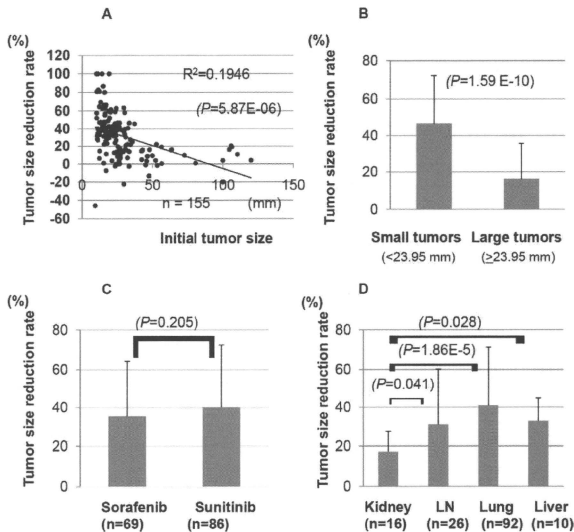 A
(%)
Tumor size reduction rate
120
100
80
60
40
20
0
-20
-40
-60
0
50
100
150
R²=0.1946
(P=5.87E-06)
n = 155
(mm)
Initial tumor size
B
(%)
Tumor size reduction rate
80
60
40
20
0
(P=1.59 E-10)
Small tumors
(<23.95 mm)
Large tumors
(≥23.95 mm)
C
(%)
Tumor size reduction rate
80
60
40
20
0
(P=0.205)
Sorafenib
(n=69)
Sunitinib
(n=86)
D
(%)
Tumor size reduction rate
80
60
40
20
0
(P=0.028)
(P=1.86E-5)
(P=0.041)
Kidney
(n=16)
LN
(n=26)
Lung
(n=92)
Liver
(n=10)